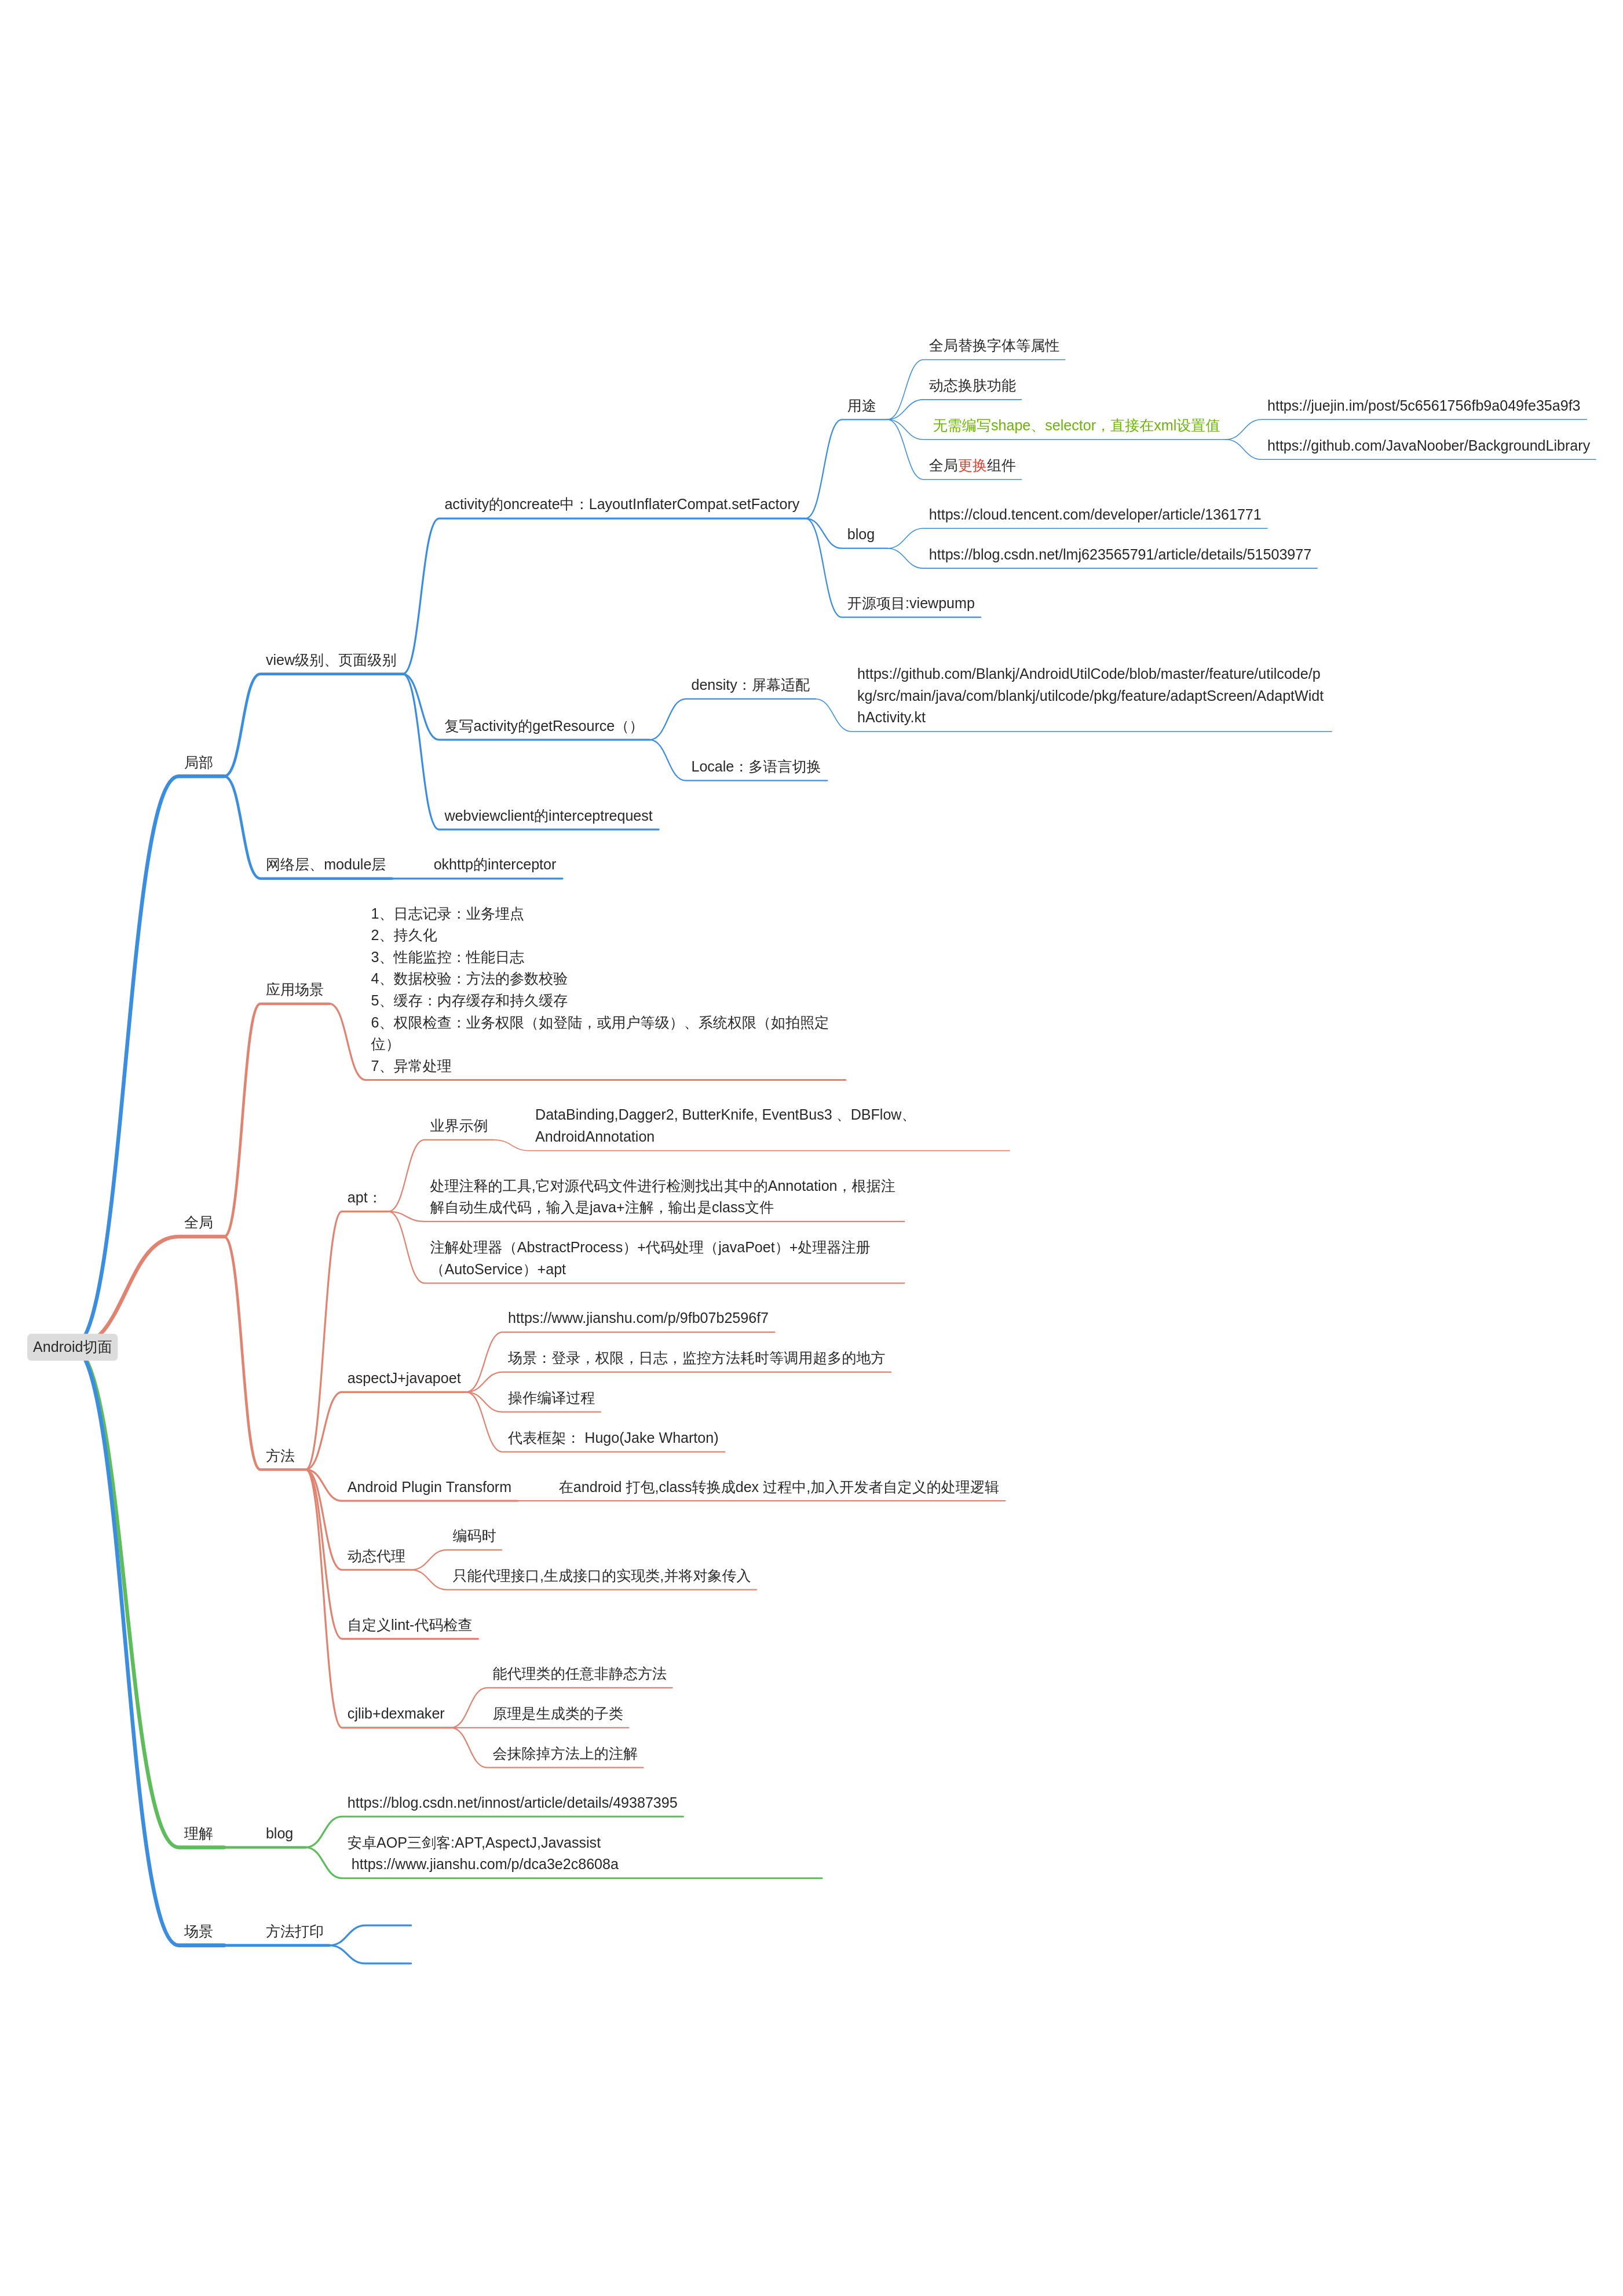 全局替换字体等属性
动态换肤功能
用途
https://juejin.im/post/5c6561756fb9a049fe35a9f3
无需编写shape、selector，直接在xml设置值
https://github.com/JavaNoober/BackgroundLibrary
全局更换组件
activity的oncreate中：LayoutInflaterCompat.setFactory
https://cloud.tencent.com/developer/article/1361771
blog
https://blog.csdn.net/lmj623565791/article/details/51503977
开源项目:viewpump
view级别、页面级别
https://github.com/Blankj/AndroidUtilCode/blob/master/feature/utilcode/p
kg/src/main/java/com/blankj/utilcode/pkg/feature/adaptScreen/AdaptWidt
hActivity.kt
density：屏幕适配
复写activity的getResource（）
局部
Locale：多语言切换
webviewclient的interceptrequest
网络层、module层
okhttp的interceptor
1、日志记录：业务埋点
2、持久化
3、性能监控：性能日志
4、数据校验：方法的参数校验
5、缓存：内存缓存和持久缓存
6、权限检查：业务权限（如登陆，或用户等级）、系统权限（如拍照定
位）
7、异常处理
应用场景
业界示例
DataBinding,Dagger2, ButterKnife, EventBus3 、DBFlow、
AndroidAnnotation
apt：
处理注释的工具,它对源代码文件进行检测找出其中的Annotation，根据注
解自动生成代码，输入是java+注解，输出是class文件
全局
注解处理器（AbstractProcess）+代码处理（javaPoet）+处理器注册
（AutoService）+apt
https://www.jianshu.com/p/9fb07b2596f7
Android切面
场景：登录，权限，日志，监控方法耗时等调用超多的地方
aspectJ+javapoet
操作编译过程
代表框架： Hugo(Jake Wharton)
方法
Android Plugin Transform
在android 打包,class转换成dex 过程中,加入开发者自定义的处理逻辑
编码时
动态代理
只能代理接口,生成接口的实现类,并将对象传入
自定义lint-代码检查
能代理类的任意非静态方法
cjlib+dexmaker
原理是生成类的子类
会抹除掉方法上的注解
https://blog.csdn.net/innost/article/details/49387395
理解
blog
安卓AOP三剑客:APT,AspectJ,Javassist
https://www.jianshu.com/p/dca3e2c8608a
场景
方法打印